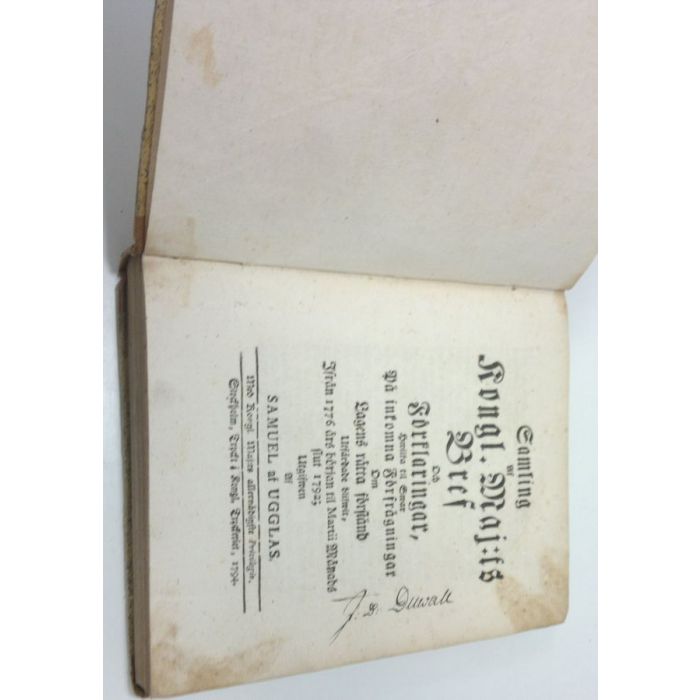 Samling
af
Kongl. Maj:ts
Bref
Och
Förklaringar,
Hwilka til Swar
På inkomna Förfrågningar
Om
Lagens rätta förstånd
Utfärdade blifwit,
Ifrån 1776 års början til Martii Månads
slut 1792;
Utgifwen
Af
SAMUEL af UGGLAS.
Med Kongl. Maj:ts allernådigste Privilegio.
Stockholm, Tryckt i Kongl. Tryckeriet, 1794.
J. D. Duwall